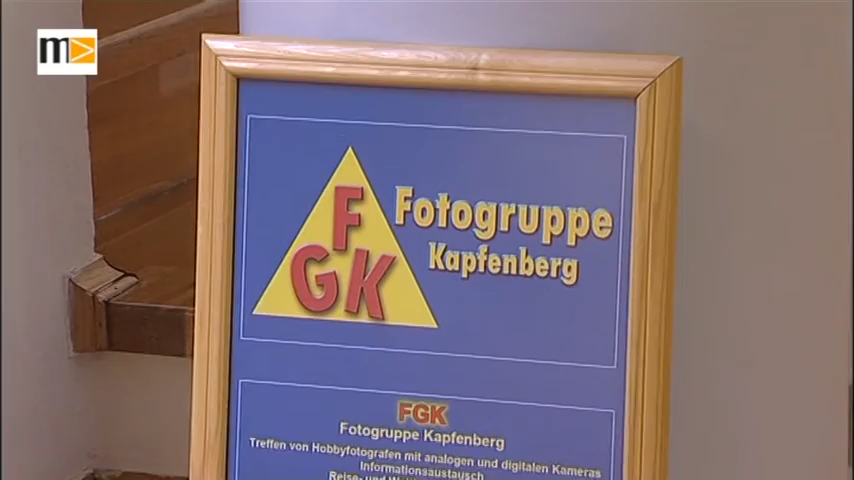 m
F
GK
Fotogruppe
Kapfenberg
FGK
Fotogruppe Kapfenberg
Treffen von Hobbyfotografen mit analogen und digitalen Kameras
Informationsaustausch